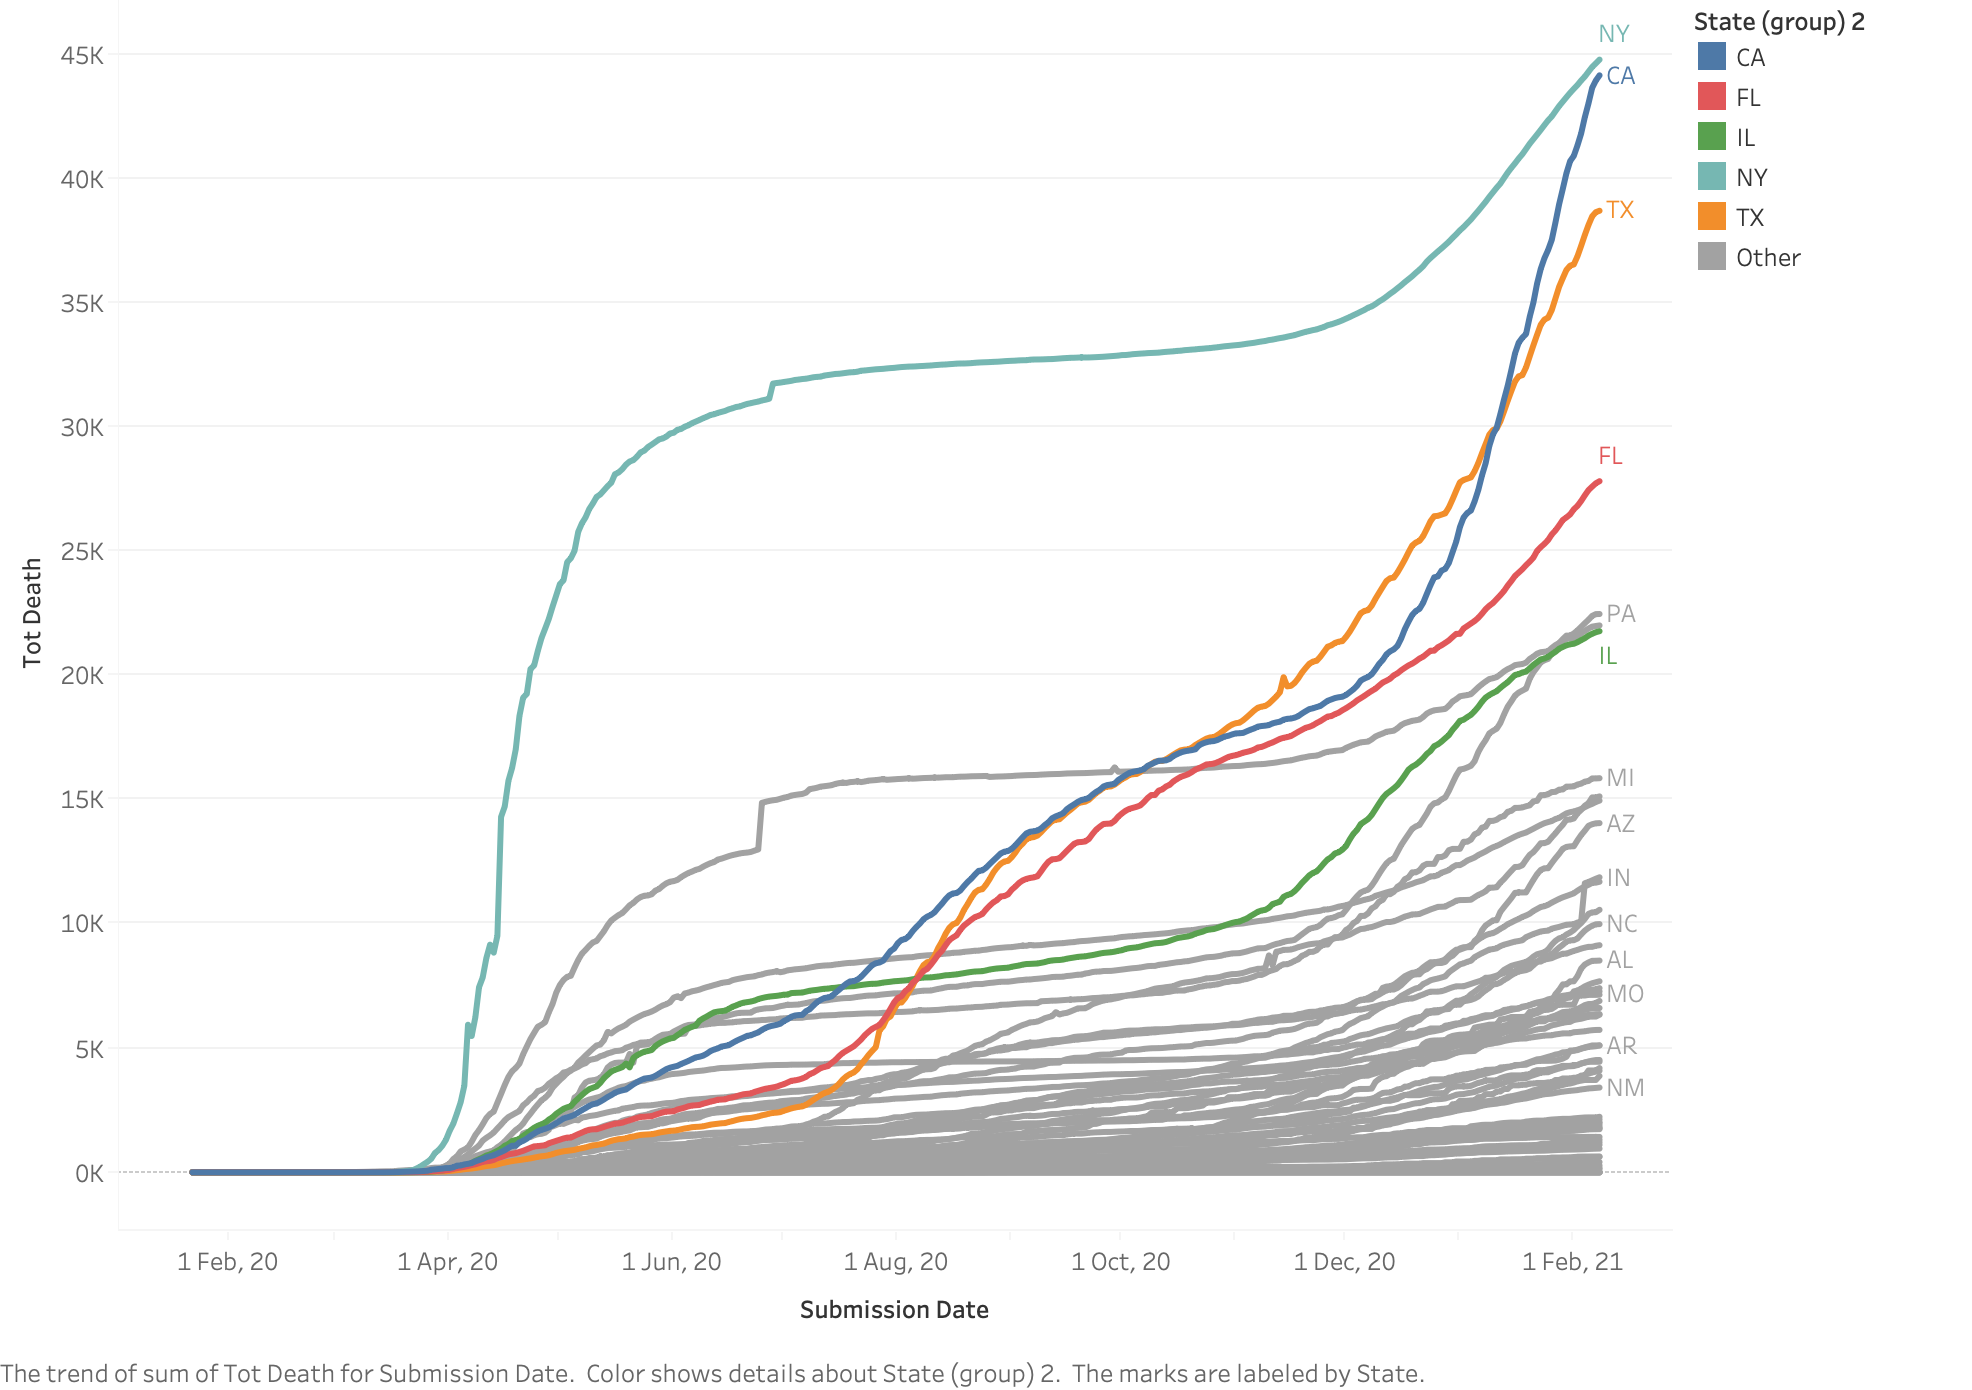 State (group) 2
CA
FL
IL
NY
TX
Other
45K
40K
35K
30K
25K
20K
15K
10K
5K
0K
Tot Death
NY
CA
TX
FL
PA
IL
MI
AZ
IN
NC
AL
MO
AR
NM
1 Feb, 20
1 Apr, 20
1 Jun, 20
1 Aug, 20
1 Oct, 20
1 Dec, 20
1 Feb, 21
Submission Date
The trend of sum of Tot Death for Submission Date.  Color shows details about State (group) 2.  The marks are labeled by State.